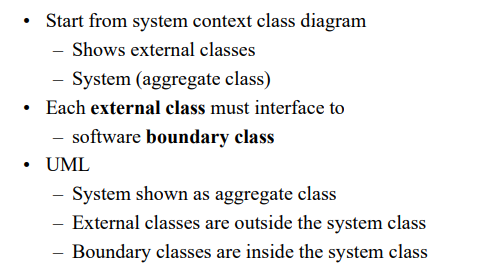 • Start from system context class diagram
– Shows external classes
– System (aggregate class)
• Each external class must interface to
– software boundary class
• UML
– System shown as aggregate class
– External classes are outside the system class
– Boundary classes are inside the system class